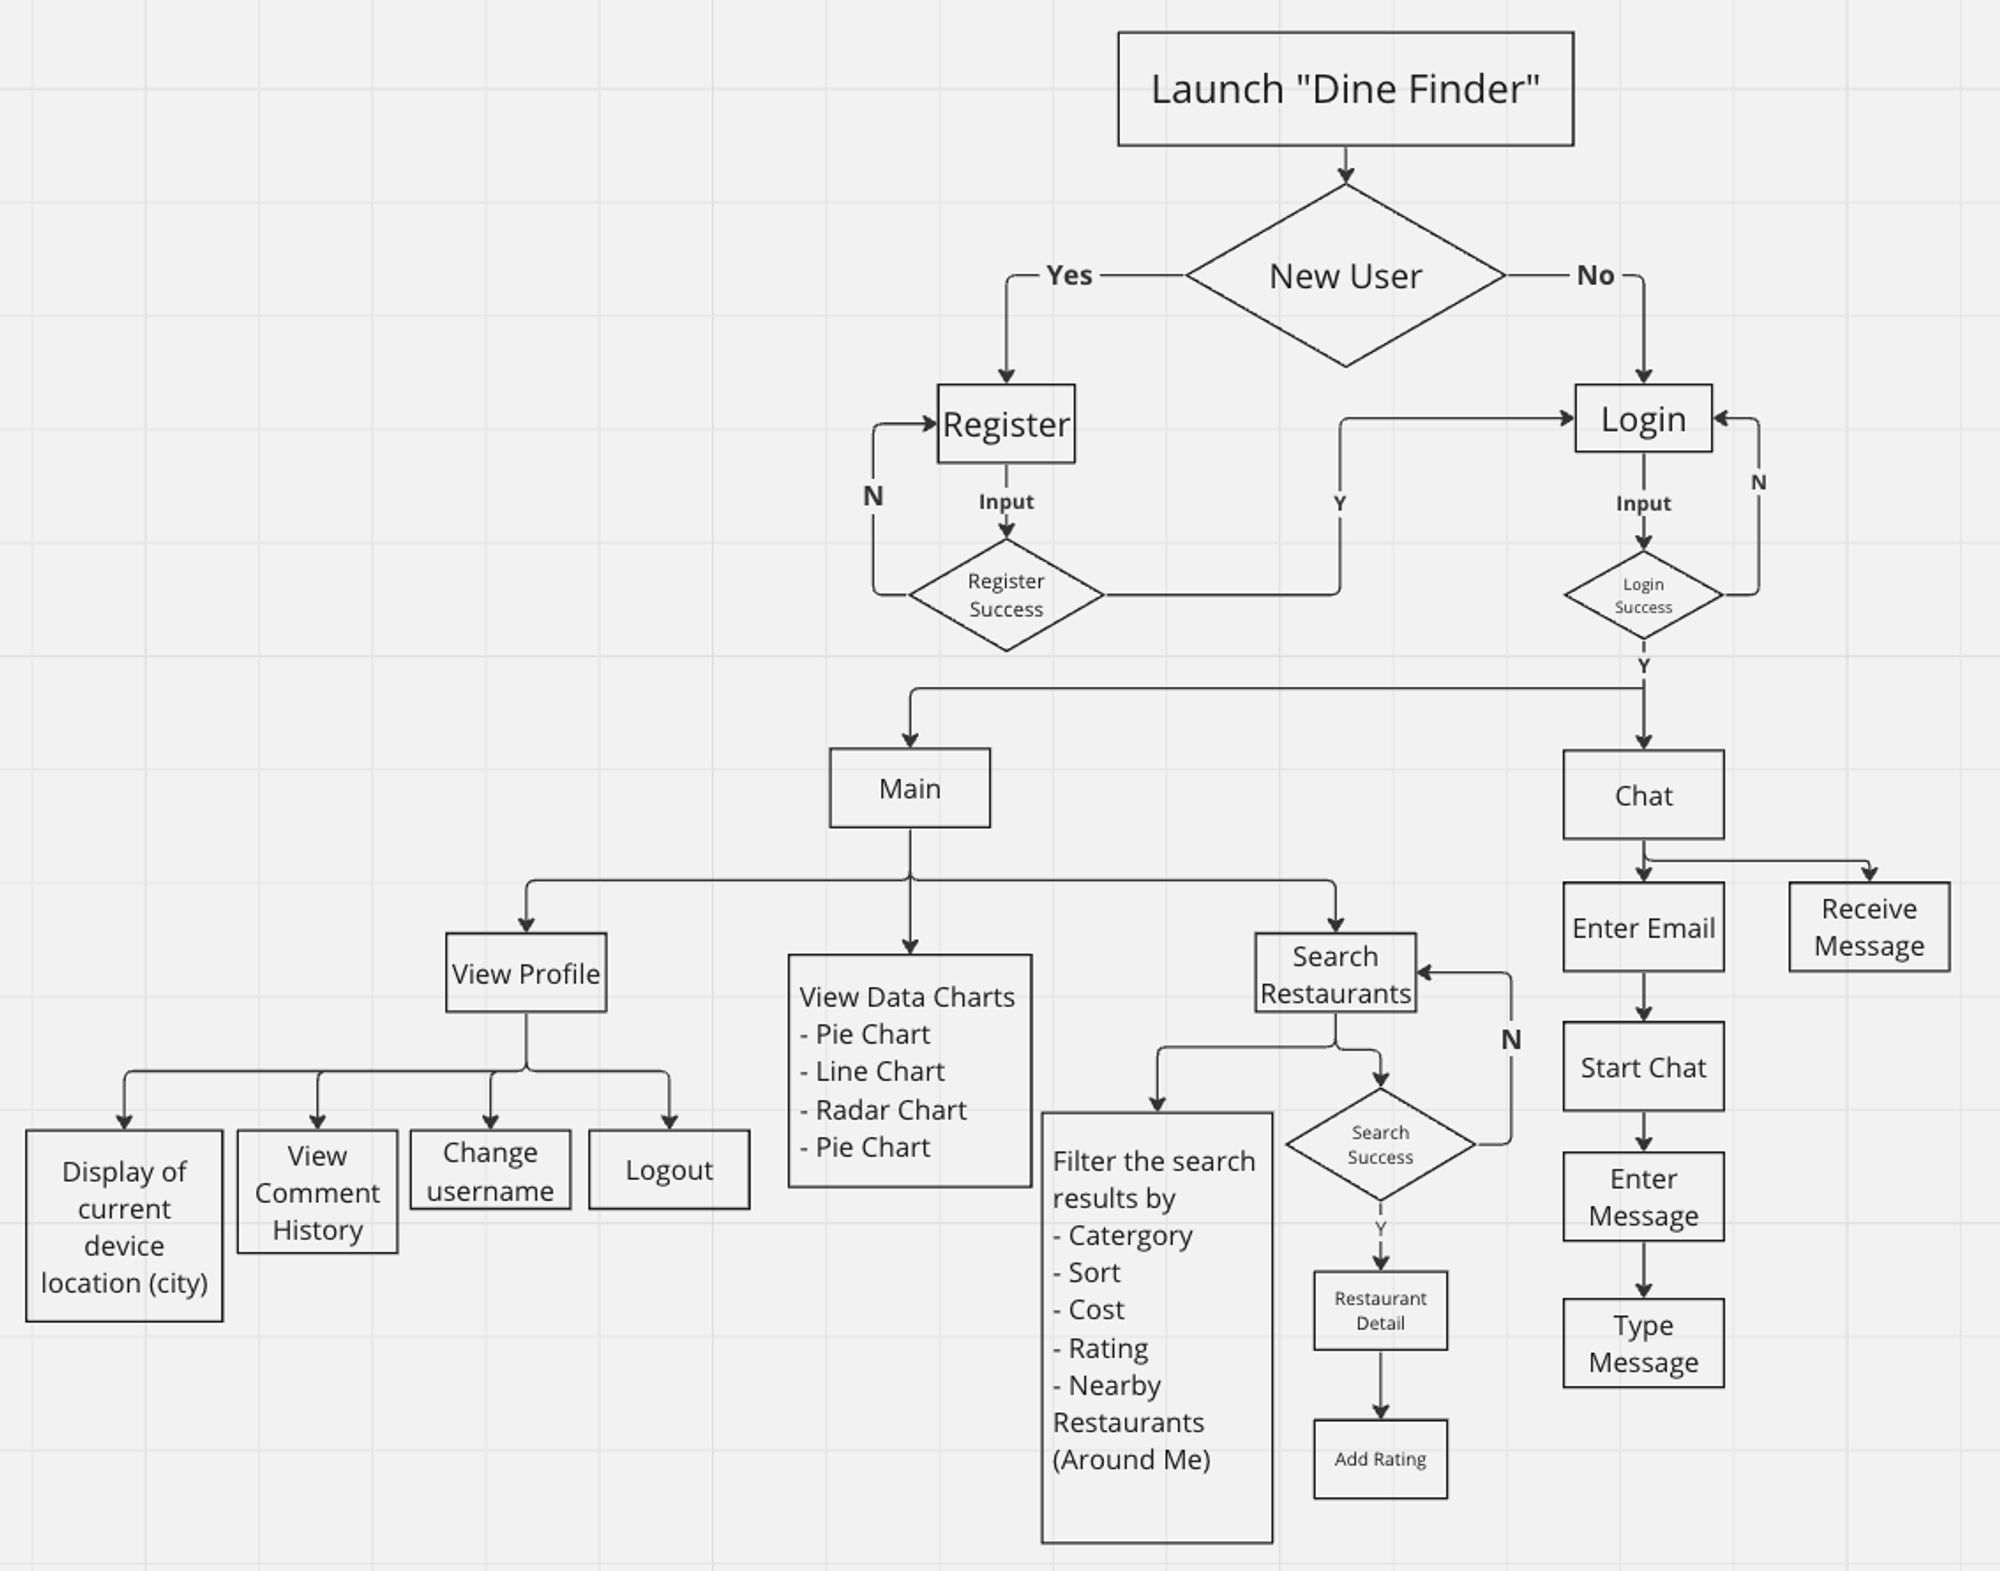 Launch "Dine Finder"
New User
Yes
No
Register
Login
N
Input
Y
Input
N
Register
Success
Login
Success
Y
Main
Chat
View Profile
View Data Charts
- Pie Chart
- Line Chart
- Radar Chart
- Pie Chart
Search
Restaurants
Enter Email
Receive
Message
N
Start Chat
Display of
current
device
location (city)
View
Comment
History
Change
username
Logout
Filter the search
results by
- Catergory
- Sort
- Cost
- Rating
- Nearby
Restaurants
(Around Me)
Search
Success
Y
Restaurant
Detail
Add Rating
Enter
Message
Type
Message